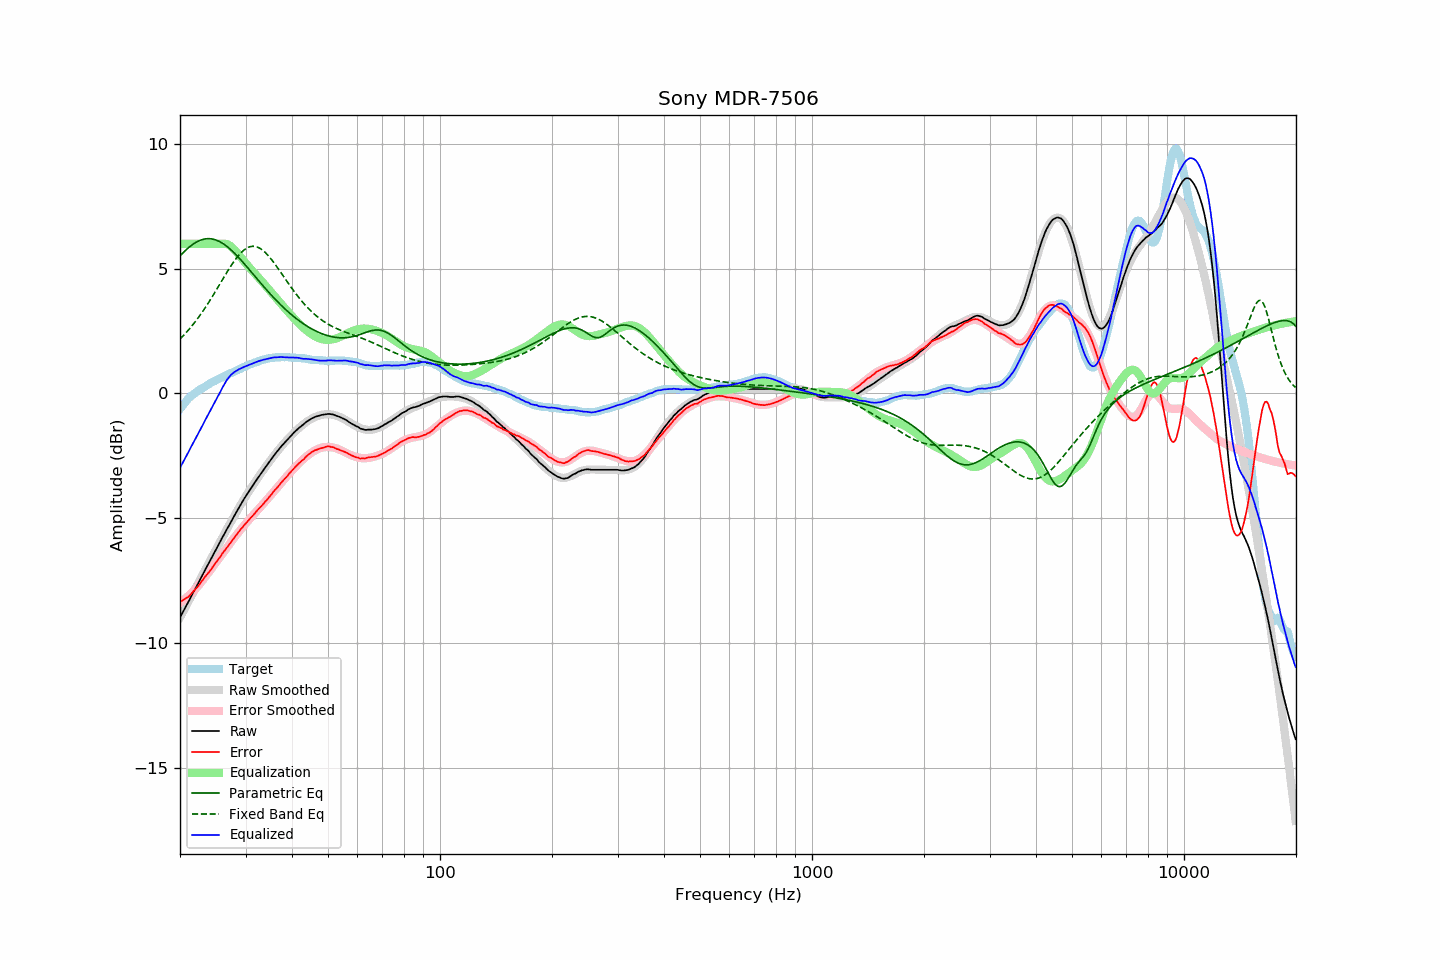 Sony MDR-7506
Amplitude (dBr)
10
5
0
−5
−10
−15
100
1000
10000
Frequency (Hz)
Target
Raw Smoothed
Error Smoothed
Raw
Error
Equalization
Parametric Eq
Fixed Band Eq
Equalized